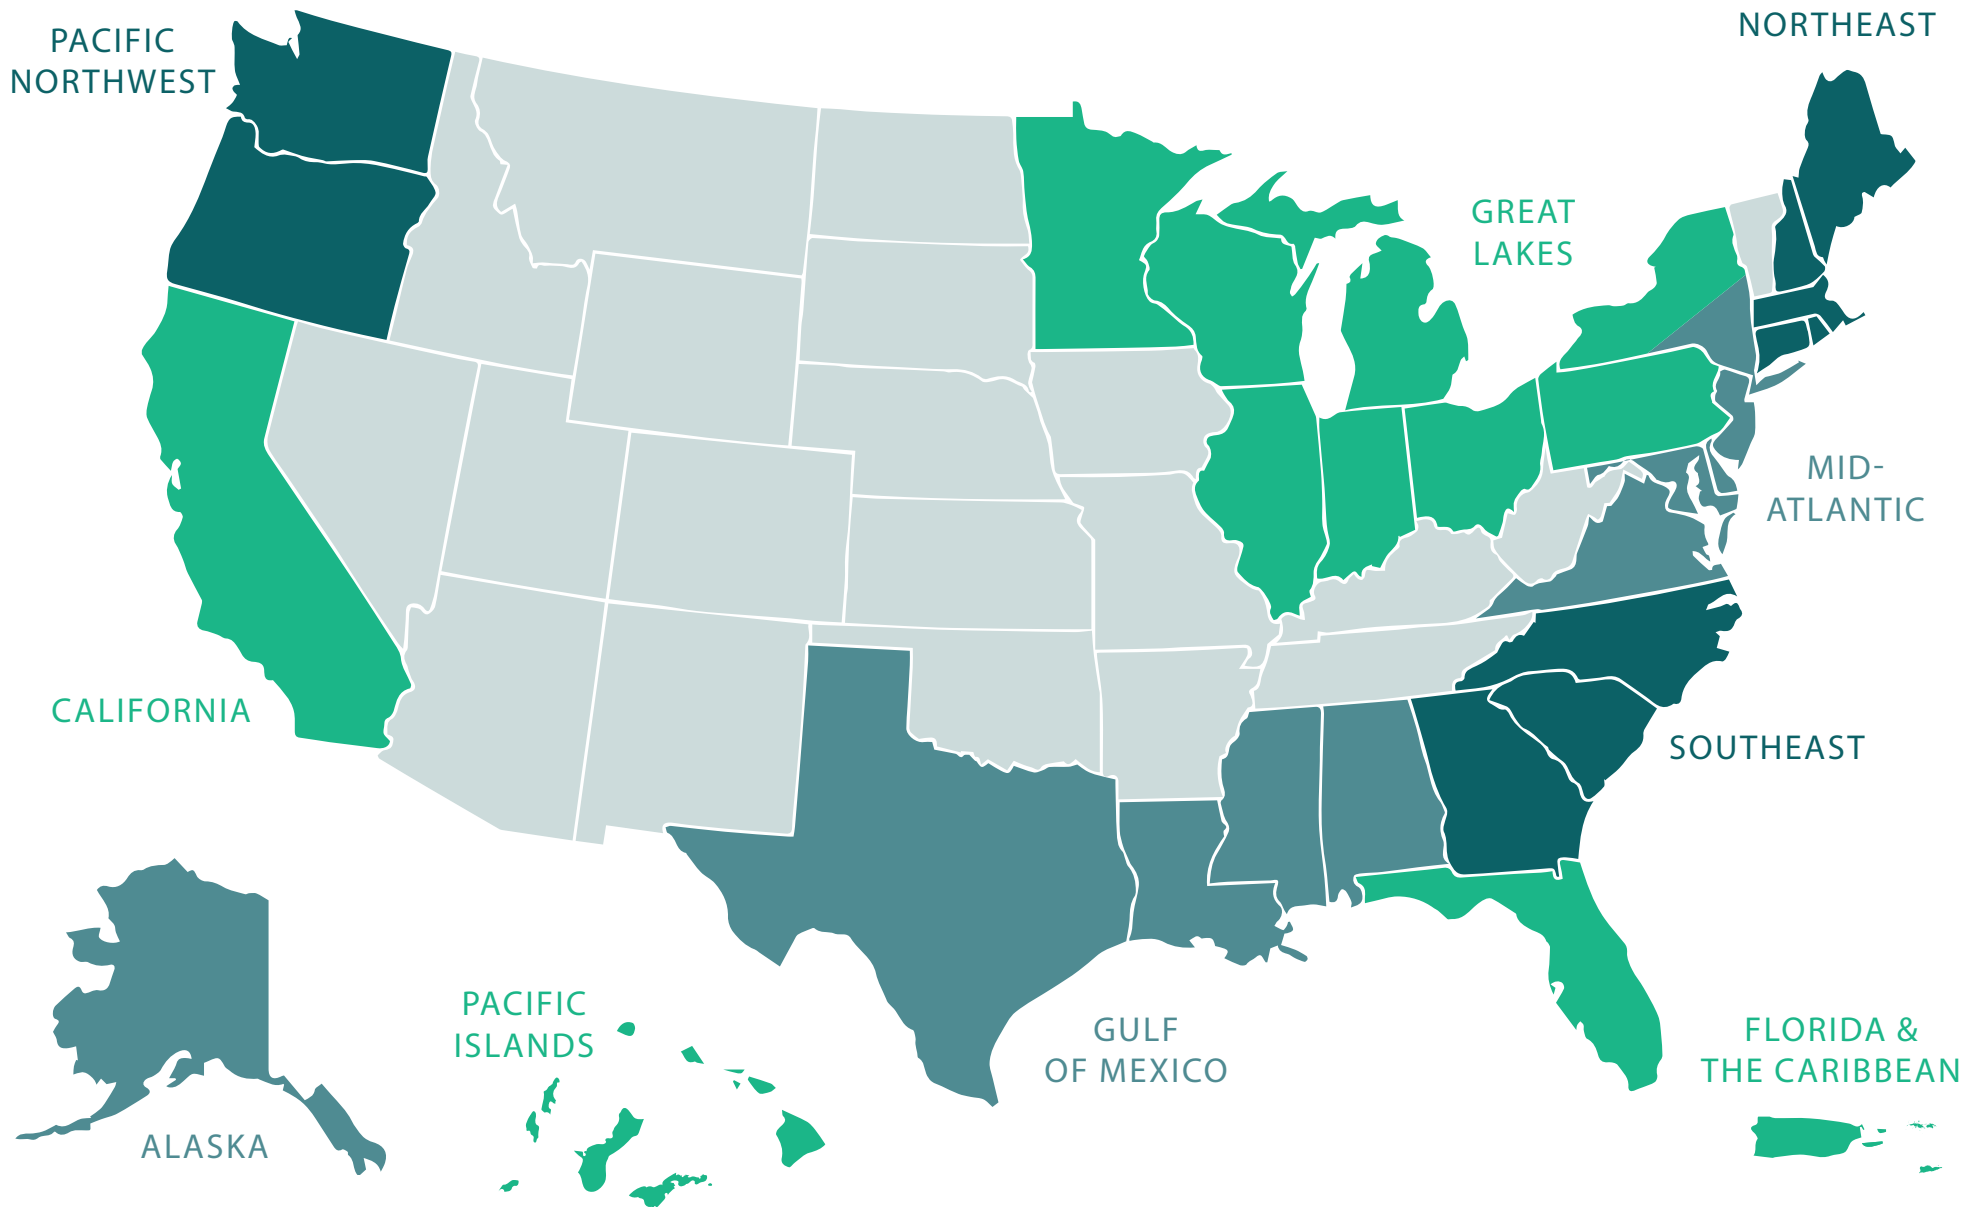 PACIFIC
NORTHWEST
NORTHEAST
GREAT
LAKES
MID-
ATLANTIC
CALIFORNIA
SOUTHEAST
PACIFIC
ISLANDS
GULF
OF MEXICO
FLORIDA &
THE CARIBBEAN
ALASKA